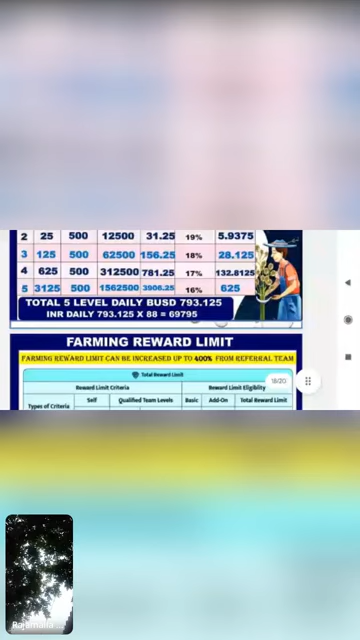 2 25 500 12500 31.25 19% 5.9375
3 125 500 62500 156.25 18% 28.125
4 625 500 312500 781.25 17% 132.8125
5 3125 500 1562500 3906.25 16% 625
TOTAL 5 LEVEL DAILY BUSD 793.125
INR DAILY 793.125 X 88 = 69795
FARMING REWARD LIMIT
FARMING REWARD LIMIT CAN BE INCREASED UP TO 400% FROM REFERRAL TEAM
Total Reward Limit
18/20
Reward Limit Criteria Reward Limit Eligiblity
Types of Criteria Self Qualified Team Levels Basic Add-On Total Reward Limit